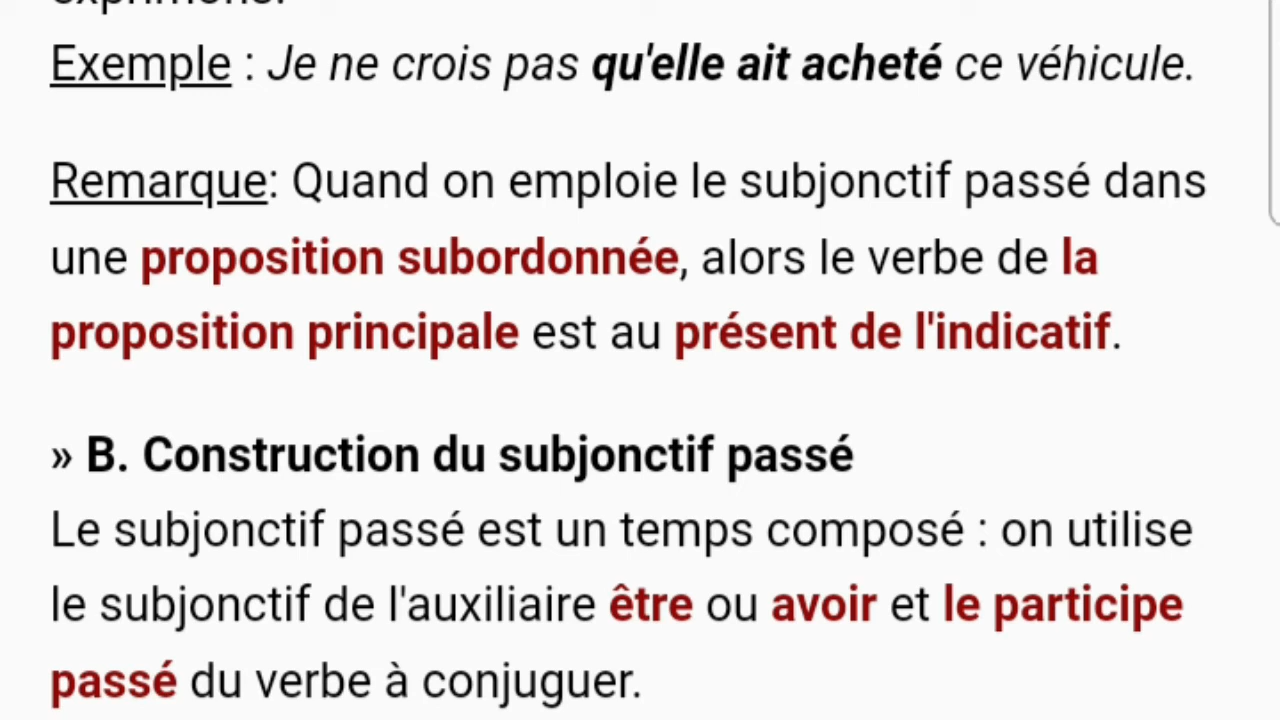 exprimons.
Exemple : Je ne crois pas qu'elle ait acheté ce véhicule.
Remarque: Quand on emploie le subjonctif passé dans
une proposition subordonnée, alors le verbe de la
proposition principale est au présent de l'indicatif.
» B. Construction du subjonctif passé
Le subjonctif passé est un temps composé : on utilise
le subjonctif de l'auxiliaire être ou avoir et le participe
passé du verbe à conjuguer.